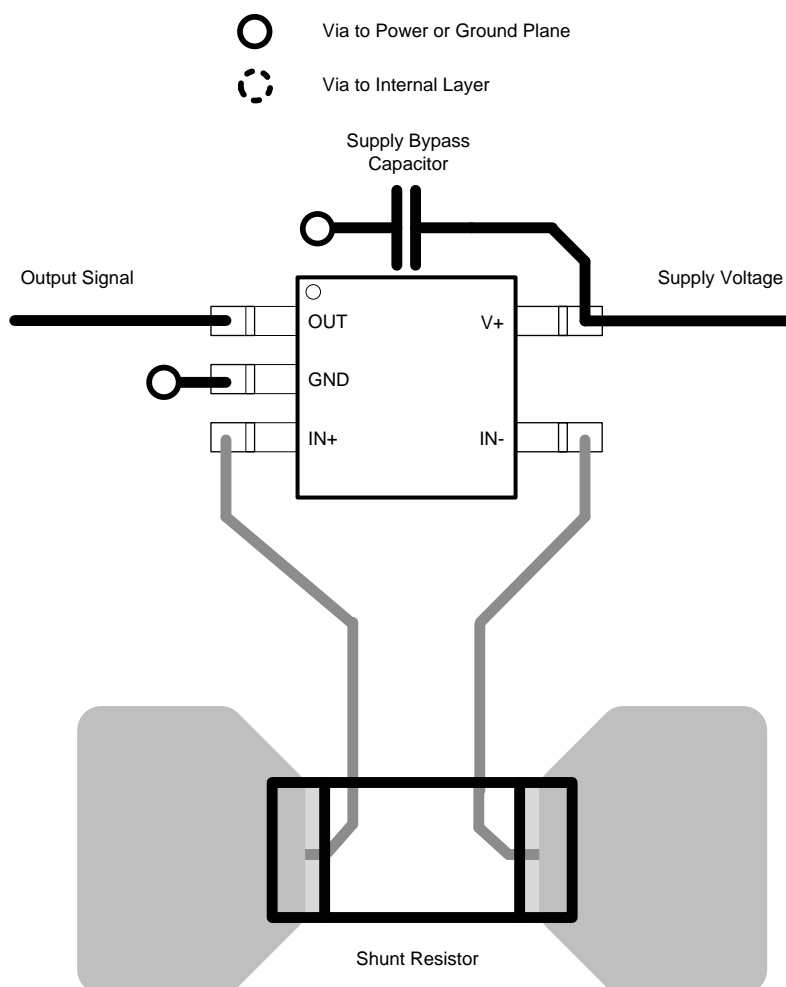 Via to Power or Ground Plane
Via to Internal Layer
Supply Bypass
Capacitor
Output Signal
Supply Voltage
OUT
V+
GND
IN+
IN-
Shunt Resistor